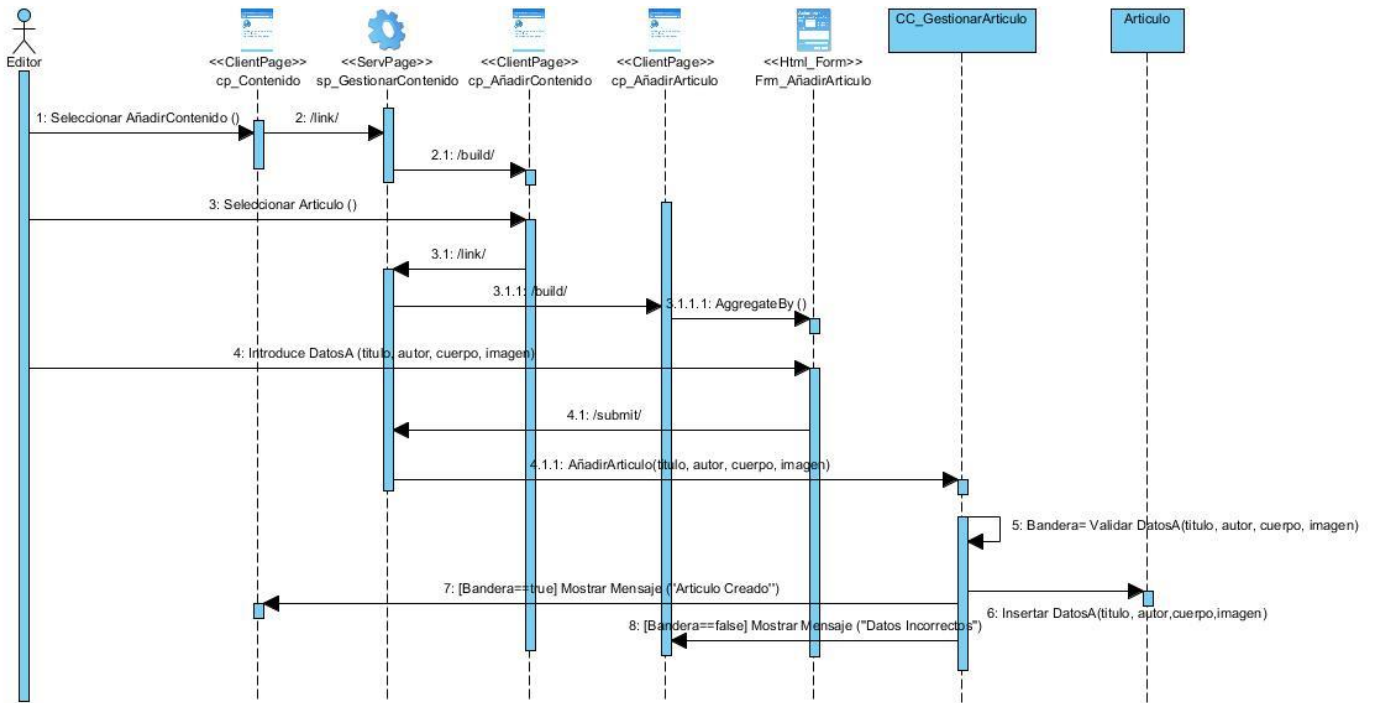 Editor
<<ClientPage>>
cp_Contenido
<<ServPage>>
sp_GestionarContenido
<<ClientPage>>
cp_AñadirContenido
<<ClientPage>>
cp_AñadirArticulo
<<Html_Form>>
Frm_AñadirArticulo
CC_GestionarArticulo
Articulo
1: Seleccionar AñadirContenido ()
2: /link/
2.1: /build/
3: Seleccionar Articulo ()
3.1: /link/
3.1.1: /build/
3.1.1.1: AggregateBy ()
4: Introduce DatosA (titulo, autor, cuerpo, imagen)
4.1: /submit/
4.1.1: AñadirArticulo(titulo, autor, cuerpo, imagen)
5: Bandera= Validar DatosA(titulo, autor, cuerpo, imagen)
7: [Bandera==true] Mostrar Mensaje ("Articulo Creado")
6: Insertar DatosA(titulo, autor,cuerpo,imagen)
8: [Bandera==false] Mostrar Mensaje ("Datos Incorrectos")